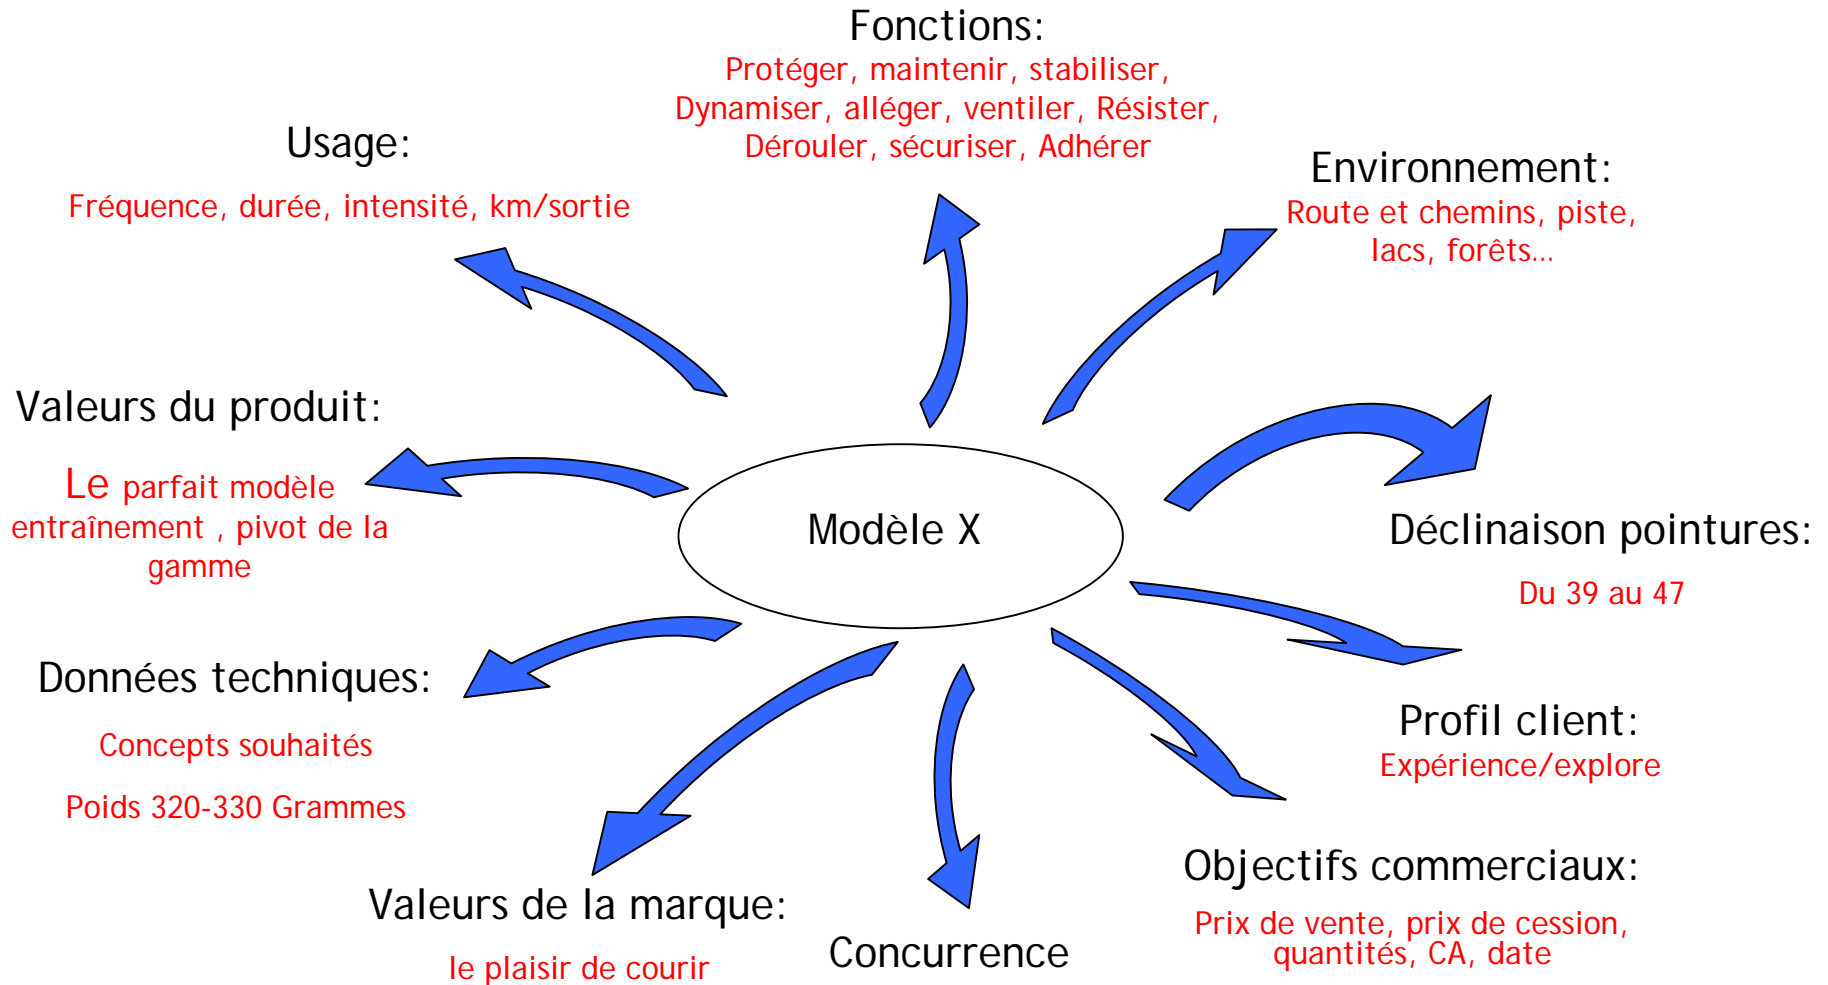 Fonctions:
Protéger, maintenir, stabiliser,
Dynamiser, alléger, ventiler, Résister,
Dérouler, sécuriser, Adhérer
Usage:
Fréquence, durée, intensité, km/sortie
Environnement:
Route et chemins, piste,
lacs, forêts...
Valeurs du produit:
Le parfait modèle
entraînement , pivot de la
gamme
Modèle X
Déclinaison pointures:
Du 39 au 47
Données techniques:
Concepts souhaités
Poids 320-330 Grammes
Profil client:
Expérience/explore
Valeurs de la marque:
le plaisir de courir
Concurrence
Objectifs commerciaux:
Prix de vente, prix de cession,
quantités, CA, date